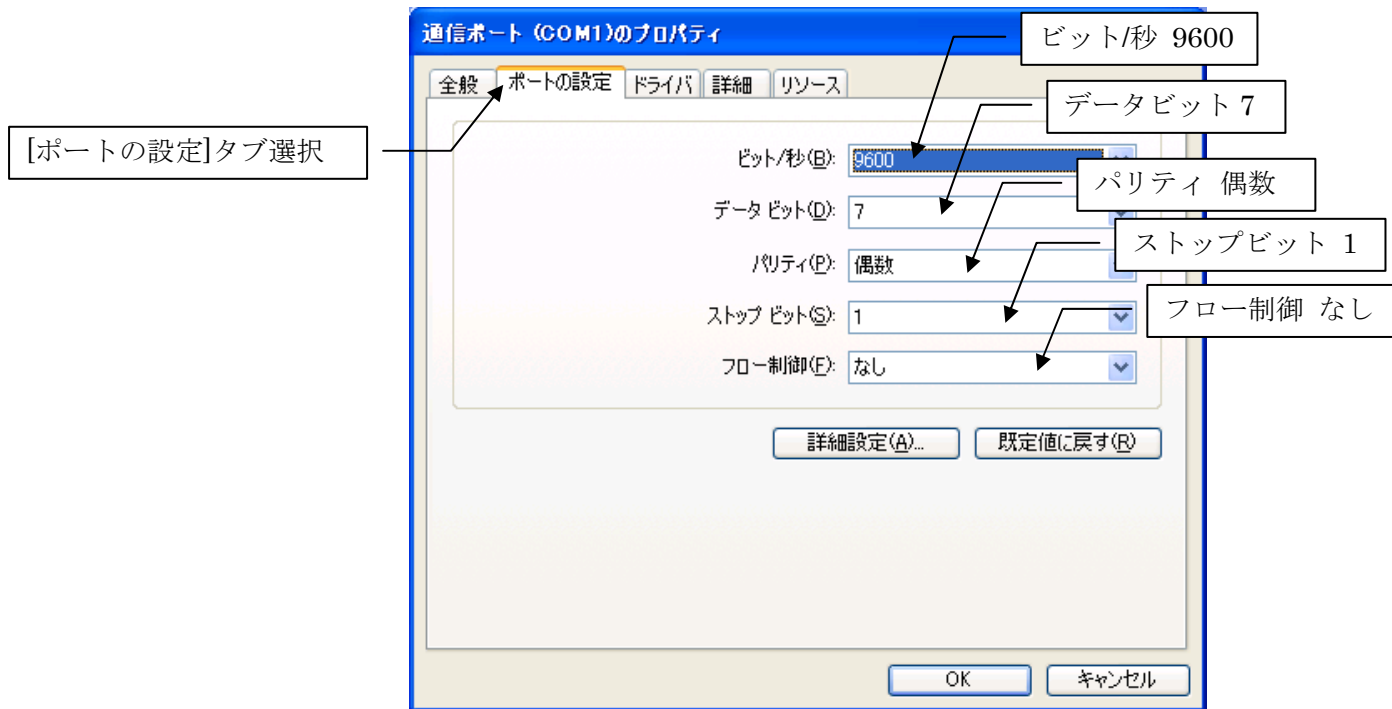 通信ポート (COM1)のプロパティ
ビット/秒 9600
全般 ポートの設定 ドライバ 詳細 リソース
データビット 7
[ポートの設定]タブ選択
ビット/秒(B): 9600
パリティ 偶数
データ ビット(D): 7
ストップビット 1
パリティ(P): 偶数
フロー制御 なし
ストップ ビット(S): 1
フロー制御(F): なし
詳細設定(A)... 既定値に戻す(R)
OK キャンセル